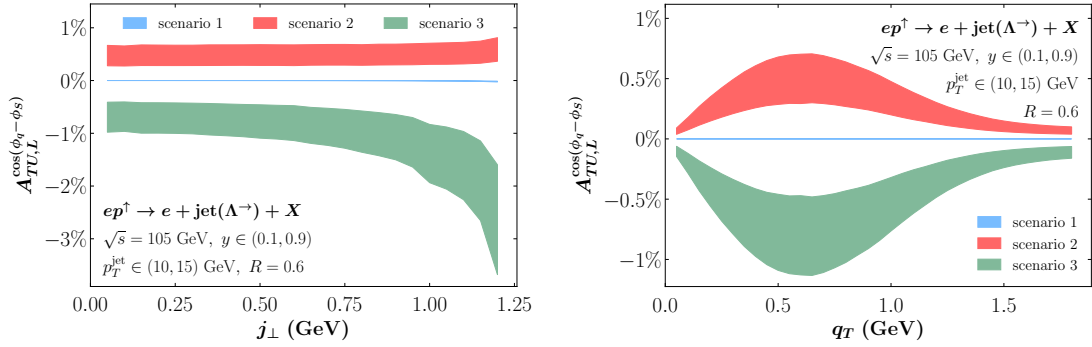 scenario 1 scenario 2 scenario 3
1%
0%
−1%
−2%
−3%
A_{TU,L}^{cos(ϕ_q−ϕ_S)}
ep^↑ → e + jet(Λ^→) + X
√s = 105 GeV, y ∈ (0.1, 0.9)
p_T^{jet} ∈ (10, 15) GeV, R = 0.6
0.00 0.25 0.50 0.75 1.00 1.25
j_⊥ (GeV)
ep^↑ → e + jet(Λ^→) + X
√s = 105 GeV, y ∈ (0.1, 0.9)
p_T^{jet} ∈ (10, 15) GeV
R = 0.6
0.5%
0%
−0.5%
−1%
A_{TU,L}^{cos(ϕ_q−ϕ_S)}
scenario 1
scenario 2
scenario 3
0.0 0.5 1.0 1.5
q_T (GeV)